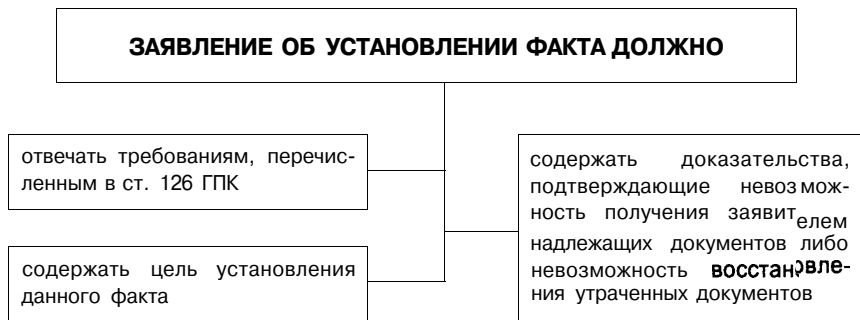 ЗАЯВЛЕНИЕ ОБ УСТАНОВЛЕНИИ ФАКТА ДОЛЖНО
отвечать требованиям, перечис-
ленным в ст. 126 ГПК
содержать цель установления
данного факта
содержать доказательства,
подтверждающие невозмож-
ность получения заявителем
надлежащих документов либо
невозможность восстановле-
ния утраченных документов